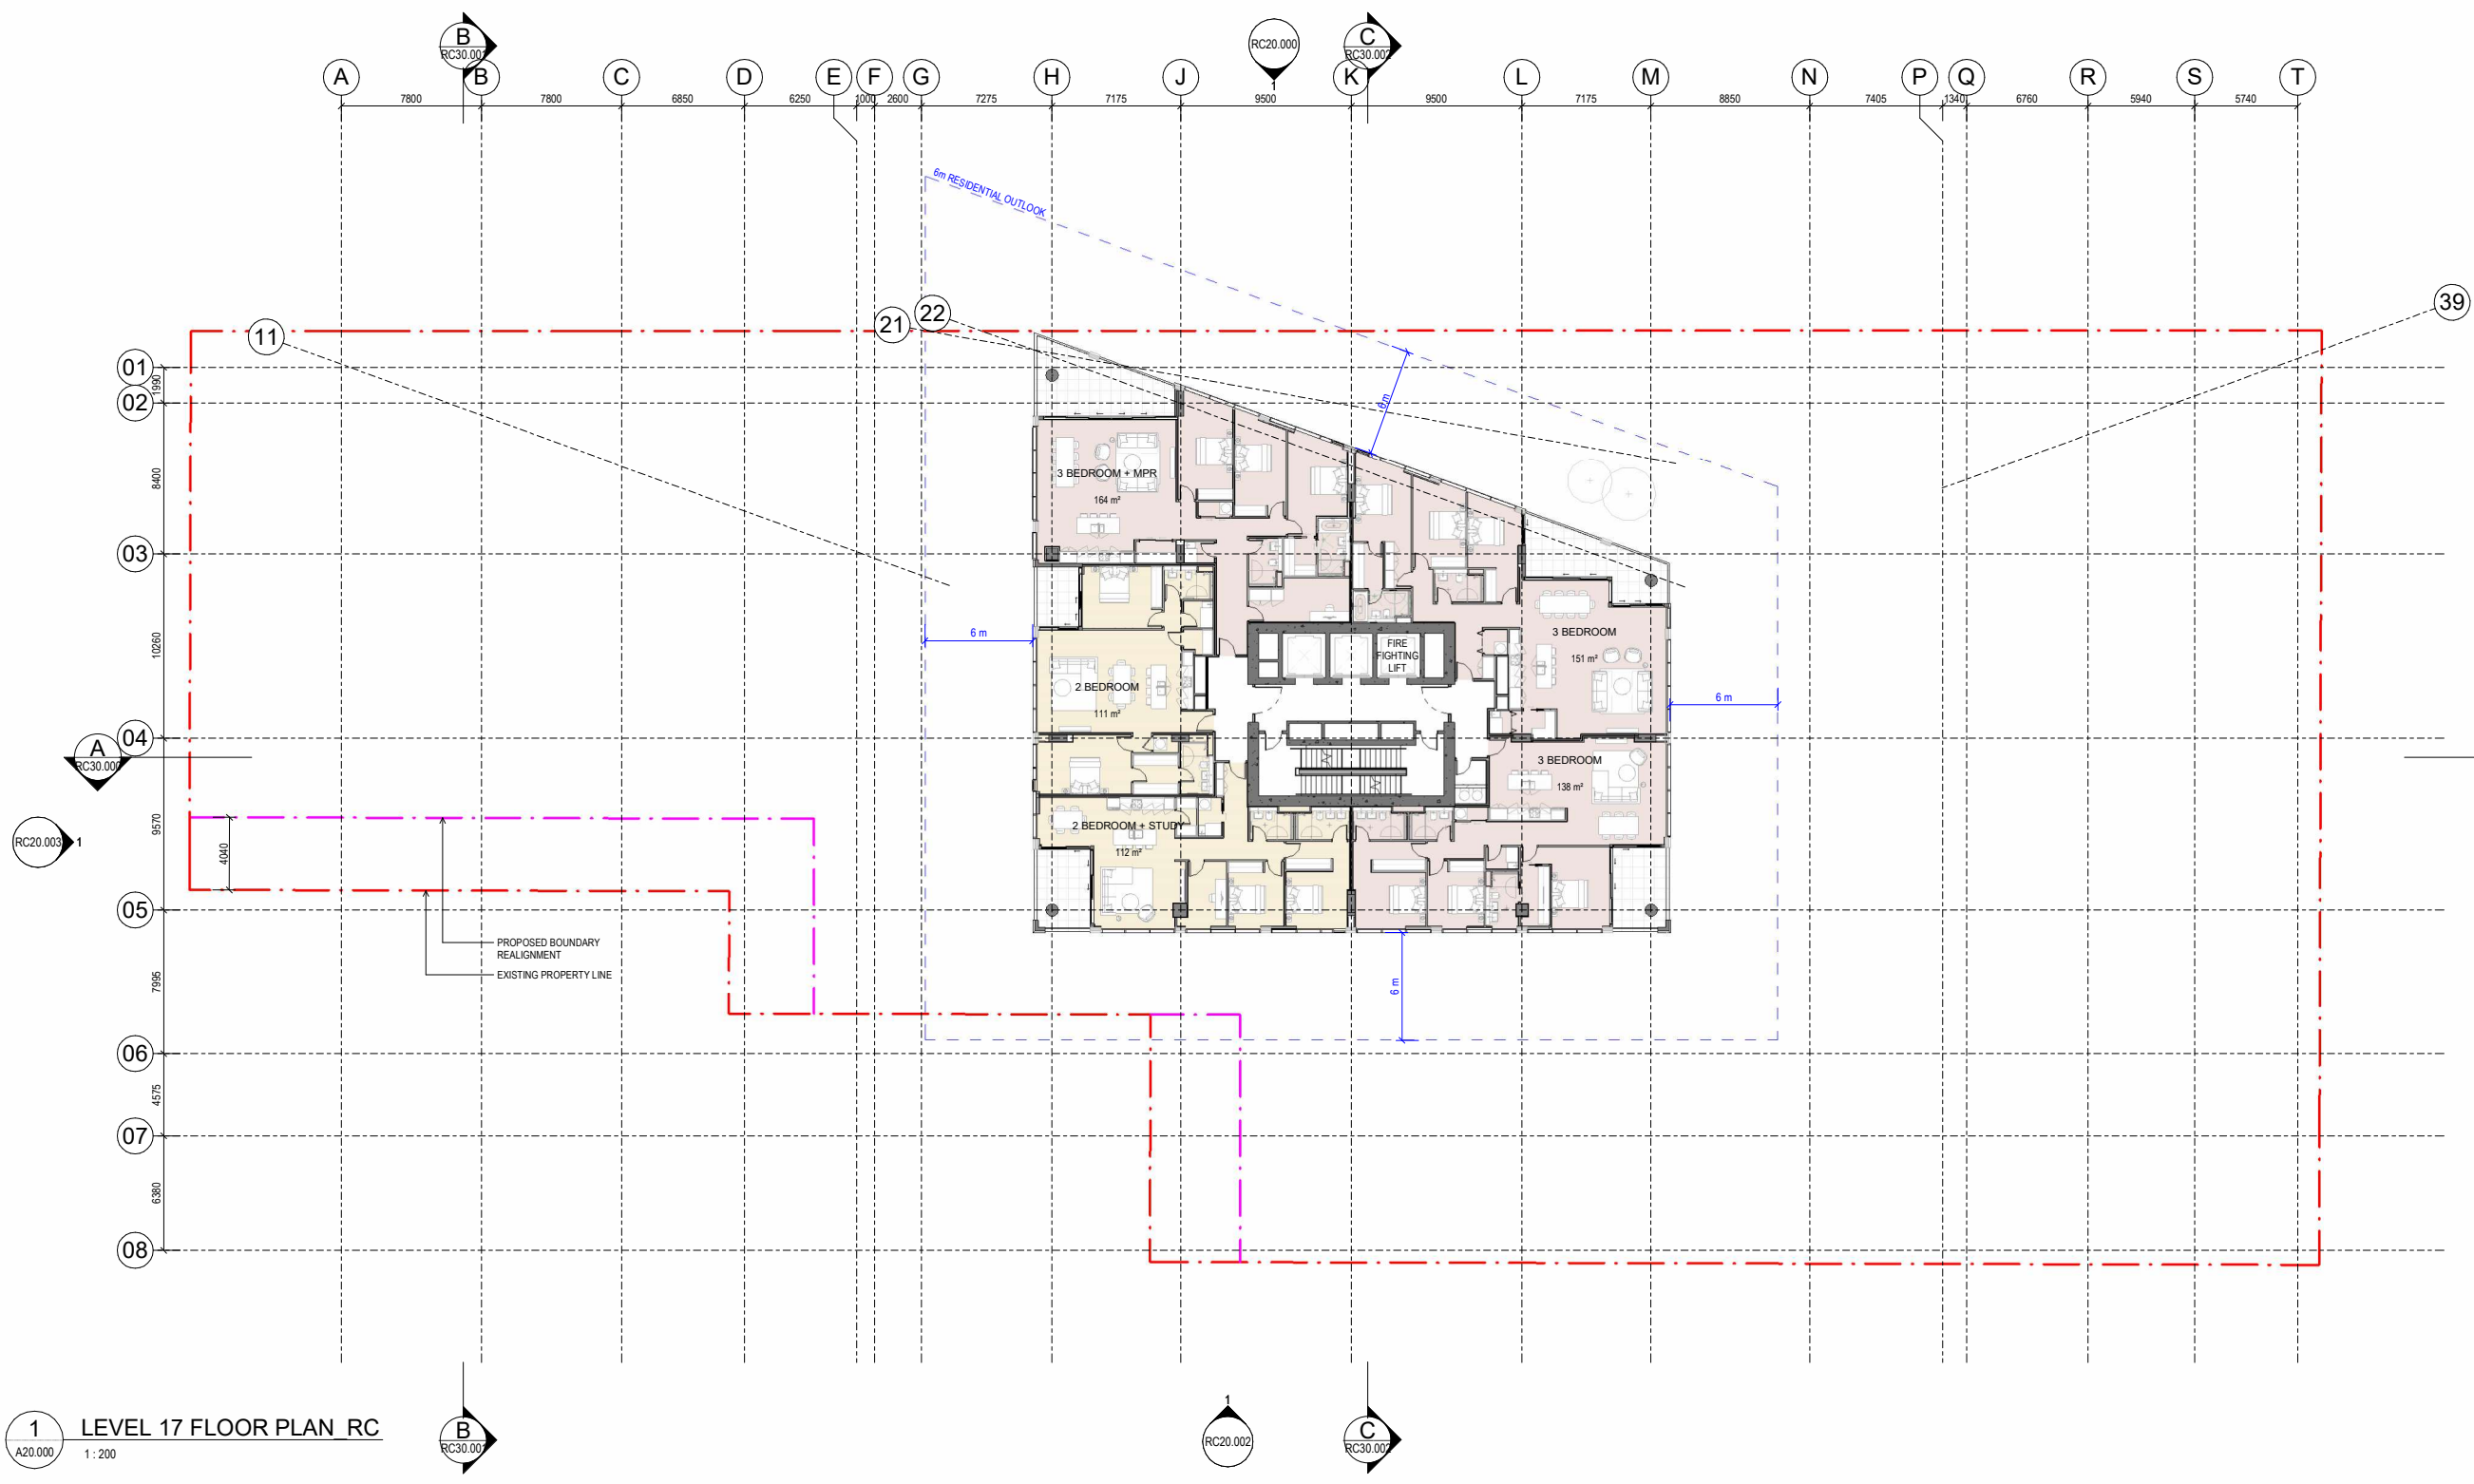 B
RC30.001
RC20.000
1
C
RC30.002
A
B
C
D
E
F
G
H
J
K
L
M
N
P
Q
R
S
T
7800
7800
6850
6250
1000
2600
7275
7175
9500
9500
7175
8850
7405
1340
6760
5940
5740
6m RESIDENTIAL OUTLOOK
11
21
22
39
01
1990
02
6m
8400
3 BEDROOM + MPR
164 m²
03
10260
6 m
FIRE
FIGHTING
LIFT
3 BEDROOM
151 m²
2 BEDROOM
111 m²
6 m
04
A
RC30.000
3 BEDROOM
138 m²
9570
RC20.003
1
4040
2 BEDROOM + STUDY
112 m²
05
PROPOSED BOUNDARY
REALIGNMENT
EXISTING PROPERTY LINE
7995
6 m
06
4575
07
6380
08
1
A20.000
LEVEL 17 FLOOR PLAN_RC
1 : 200
B
RC30.001
1
RC20.002
C
RC30.002